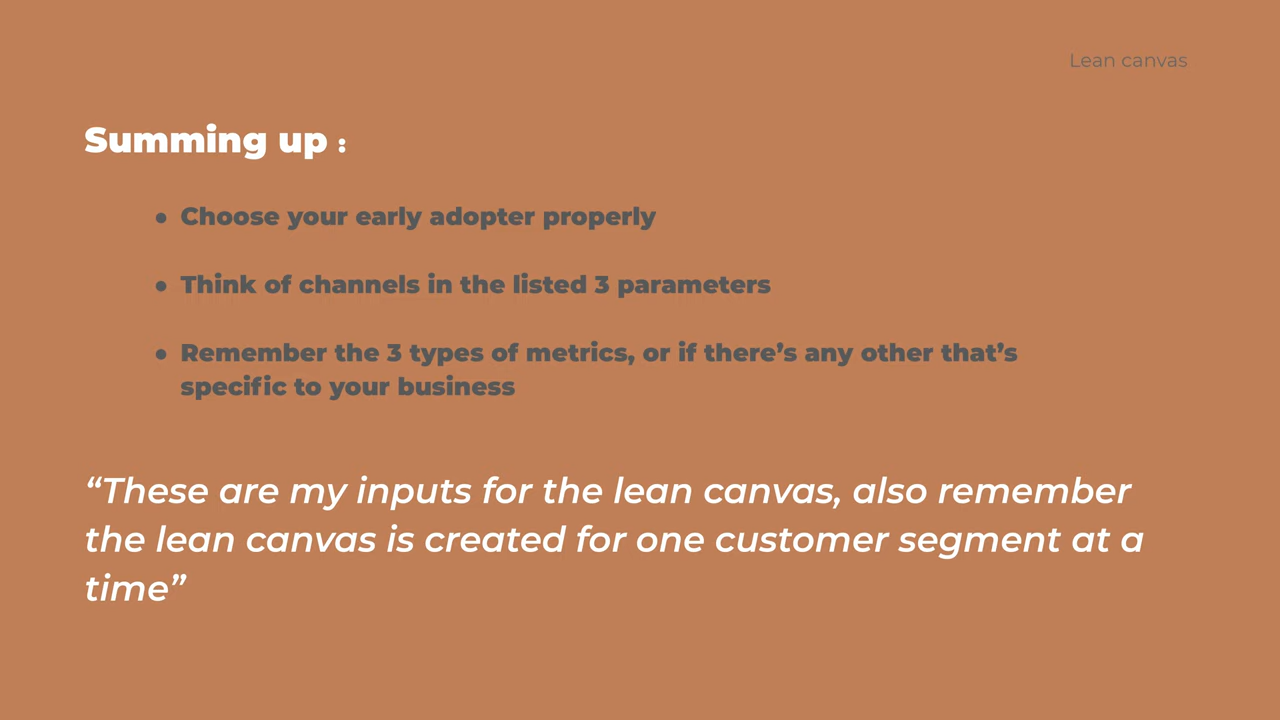 Lean canvas
Summing up :
● Choose your early adopter properly
● Think of channels in the listed 3 parameters
● Remember the 3 types of metrics, or if there’s any other that’s
specific to your business
“These are my inputs for the lean canvas, also remember
the lean canvas is created for one customer segment at a
time”